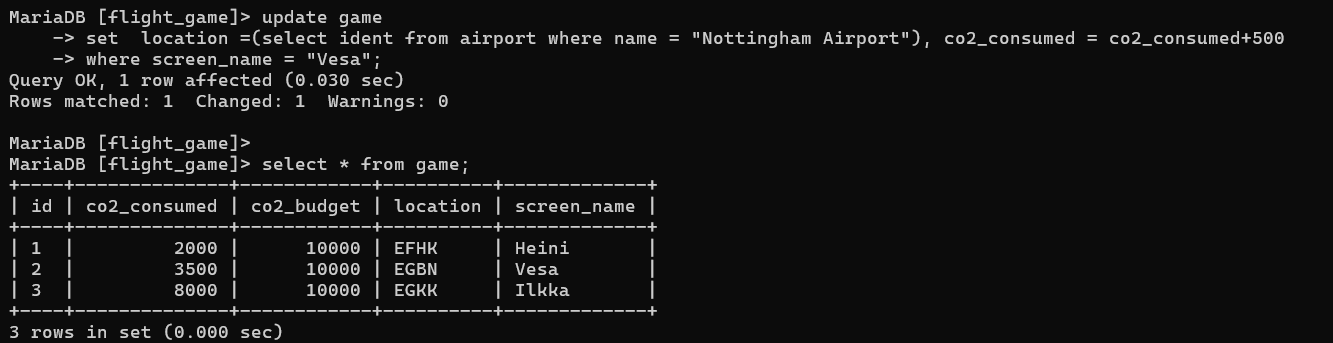 MariaDB [flight_game]> update game
    -> set  location =(select ident from airport where name = "Nottingham Airport"), co2_consumed = co2_consumed+500
    -> where screen_name = "Vesa";
Query OK, 1 row affected (0.030 sec)
Rows matched: 1  Changed: 1  Warnings: 0

MariaDB [flight_game]>
MariaDB [flight_game]> select * from game;
+----+--------------+------------+----------+-------------+
| id | co2_consumed | co2_budget | location | screen_name |
+----+--------------+------------+----------+-------------+
| 1  |         2000 |      10000 | EFHK     | Heini       |
| 2  |         3500 |      10000 | EGBN     | Vesa        |
| 3  |         8000 |      10000 | EGKK     | Ilkka       |
+----+--------------+------------+----------+-------------+
3 rows in set (0.000 sec)